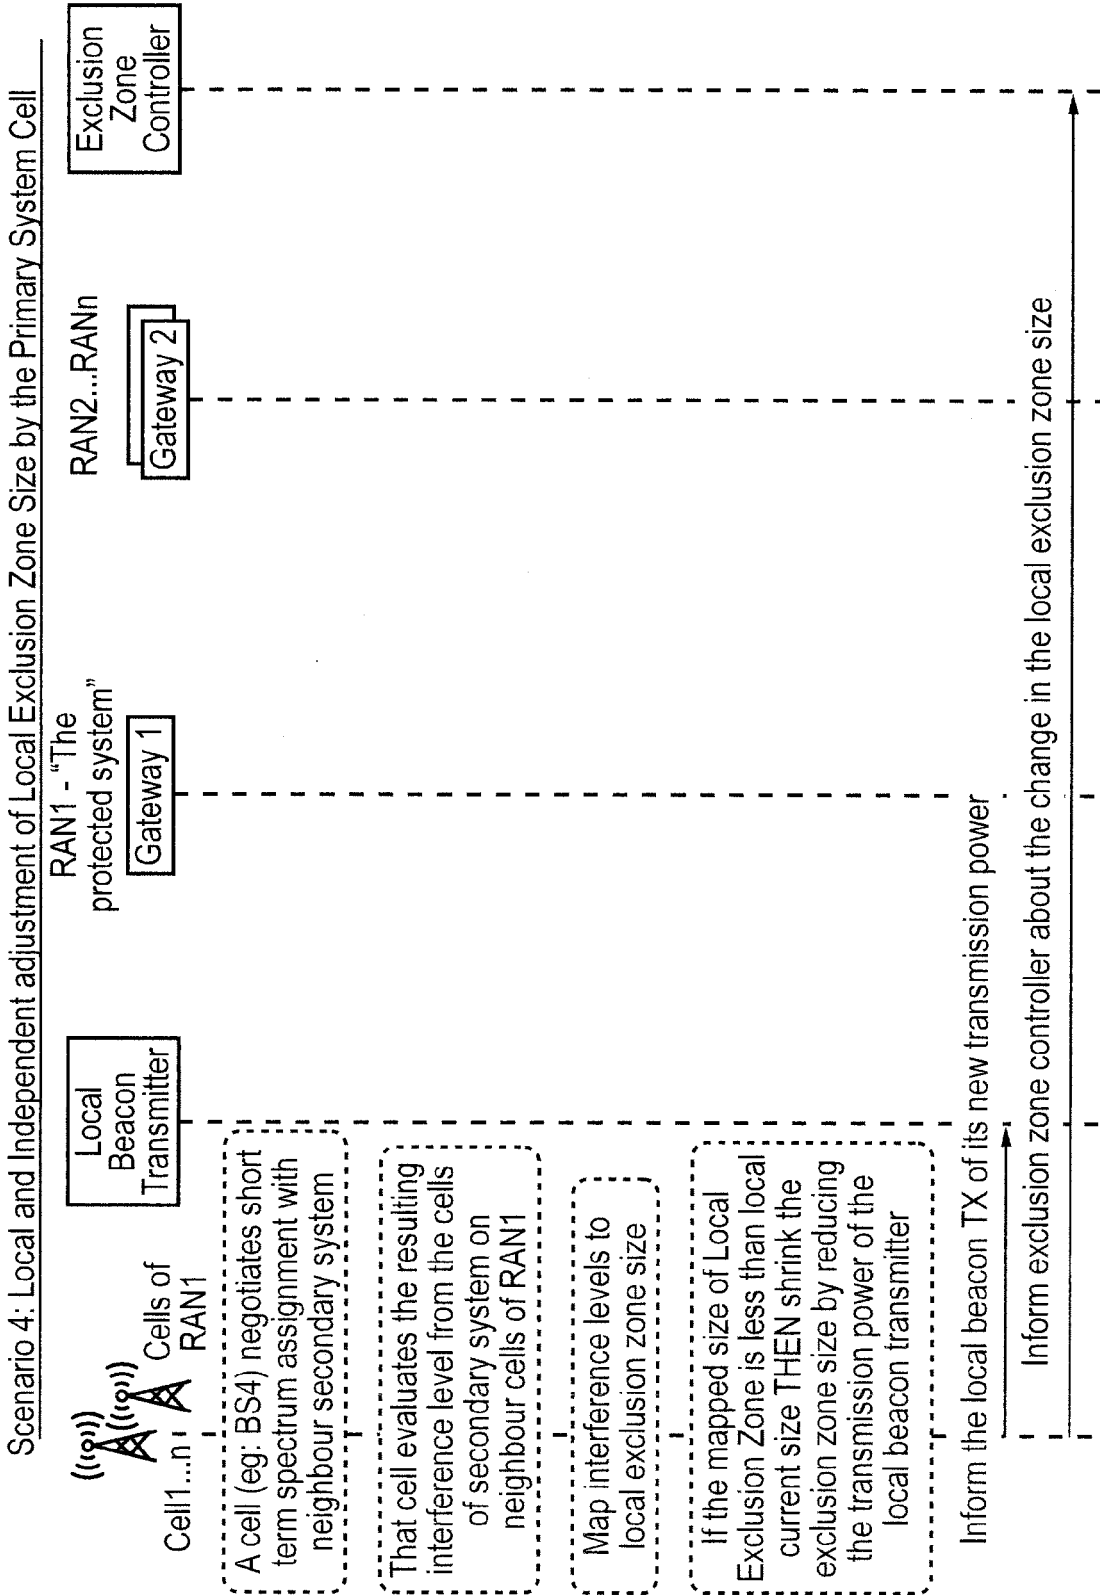 Scenario 4: Local and Independent adjustment of Local Exclusion Zone Size by the Primary System Cell
Cell1...n
Cells of
RAN1
Local
Beacon
Transmitter
RAN1 - "The
protected system"
Gateway 1
RAN2...RANn
Gateway 2
Exclusion
Zone
Controller
A cell (eg: BS4) negotiates short
term spectrum assignment with
neighbour secondary system
That cell evaluates the resulting
interference level from the cells
of secondary system on
neighbour cells of RAN1
Map interference levels to
local exclusion zone size
If the mapped size of Local
Exclusion Zone is less than local
current size THEN shrink the
exclusion zone size by reducing
the transmission power of the
local beacon transmitter
Inform the local beacon TX of its new transmission power
Inform exclusion zone controller about the change in the local exclusion zone size